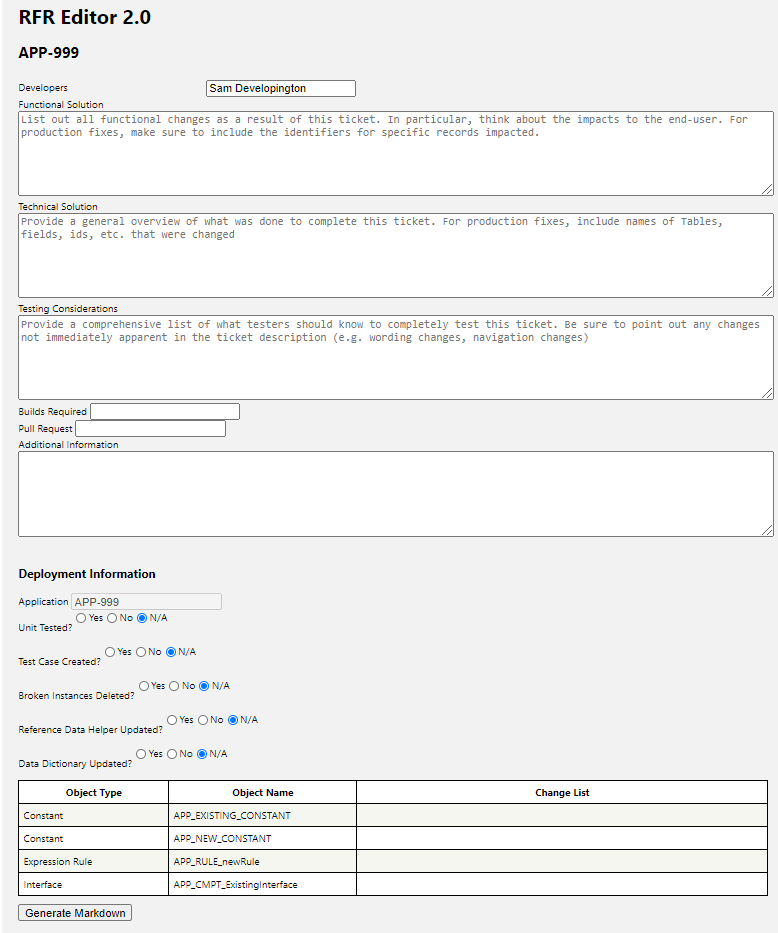 RFR Editor 2.0
APP-999
Developers Sam Developington
Functional Solution
List out all functional changes as a result of this ticket. In particular, think about the impacts to the end-user. For
production fixes, make sure to include the identifiers for specific records impacted.
Technical Solution
Provide a general overview of what was done to complete this ticket. For production fixes, include names of Tables,
fields, ids, etc. that were changed
Testing Considerations
Provide a comprehensive list of what testers should know to completely test this ticket. Be sure to point out any changes
not immediately apparent in the ticket description (e.g. wording changes, navigation changes)
Builds Required
Pull Request
Additional Information
Deployment Information
Application APP-999
Unit Tested? Yes No N/A
Test Case Created? Yes No N/A
Broken Instances Deleted? Yes No N/A
Reference Data Helper Updated? Yes No N/A
Data Dictionary Updated? Yes No N/A
Object Type Object Name Change List
Constant APP_EXISTING_CONSTANT
Constant APP_NEW_CONSTANT
Expression Rule APP_RULE_newRule
Interface APP_CMPT_ExistingInterface
Generate Markdown